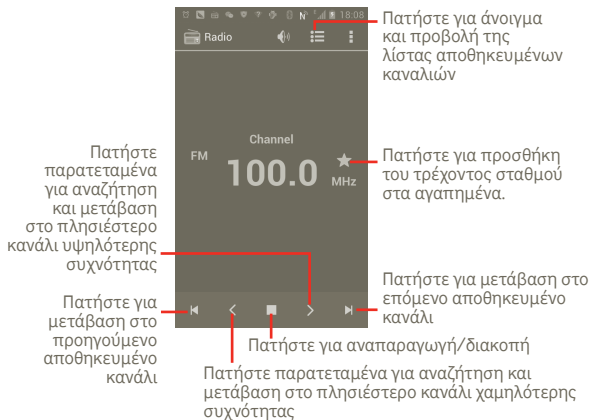 18:08
Radio
Πατήστε για άνοιγμα
και προβολή της
λίστας αποθηκευμένων
καναλιών
Channel
FM
100.0
MHz
Πατήστε για προσθήκη
του τρέχοντος σταθμού
στα αγαπημένα.
Πατήστε
παρατεταμένα
για αναζήτηση
και μετάβαση
στο πλησιέστερο
κανάλι υψηλότερης
συχνότητας
Πατήστε για μετάβαση στο
επόμενο αποθηκευμένο
κανάλι
Πατήστε για
μετάβαση στο
προηγούμενο
αποθηκευμένο
κανάλι
Πατήστε για αναπαραγωγή/διακοπή
Πατήστε παρατεταμένα για αναζήτηση και
μετάβαση στο πλησιέστερο κανάλι χαμηλότερης
συχνότητας